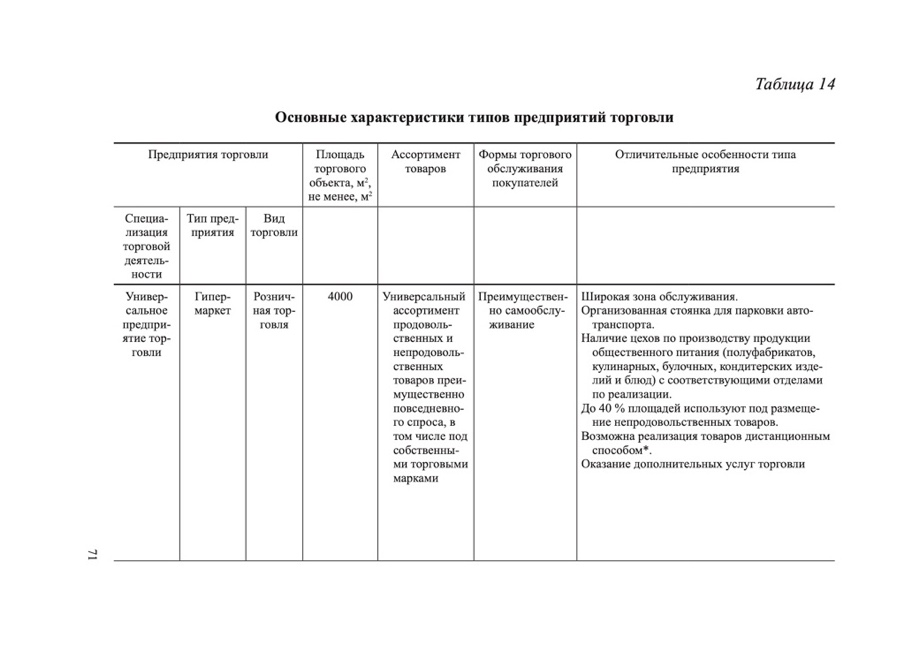 Таблица 14
Основные характеристики типов предприятий торговли
Предприятия торговли
Площадь
торгового
объекта, м²,
не менее, м²
Ассортимент
товаров
Формы торгового
обслуживания
покупателей
Отличительные особенности типа
предприятия
Специа-
лизация
торговой
деятель-
ности
Тип пред-
приятия
Вид
торговли
Универ-
сальное
предпри-
ятие тор-
говли
Гипер-
маркет
Рознич-
ная тор-
говля
4000
Универсальный
ассортимент
продоволь-
ственных и
непродоволь-
ственных
товаров преи-
мущественно
повседневно-
го спроса, в
том числе под
собственны-
ми торговыми
марками
Преимуществен-
но самообслу-
живание
Широкая зона обслуживания.
Организованная стоянка для парковки авто-
транспорта.
Наличие цехов по производству продукции
общественного питания (полуфабрикатов,
кулинарных, булочных, кондитерских изде-
лий и блюд) с соответствующими отделами
по реализации.
До 40 % площадей используют под размеще-
ние непродовольственных товаров.
Возможна реализация товаров дистанционным
способом*.
Оказание дополнительных услуг торговли
71